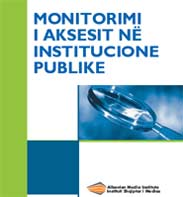 MONITORIMI
I AKSESIT NË
INSTITUCIONE
PUBLIKE
Albanian Media Institute
Instituti Shqiptar i Medias